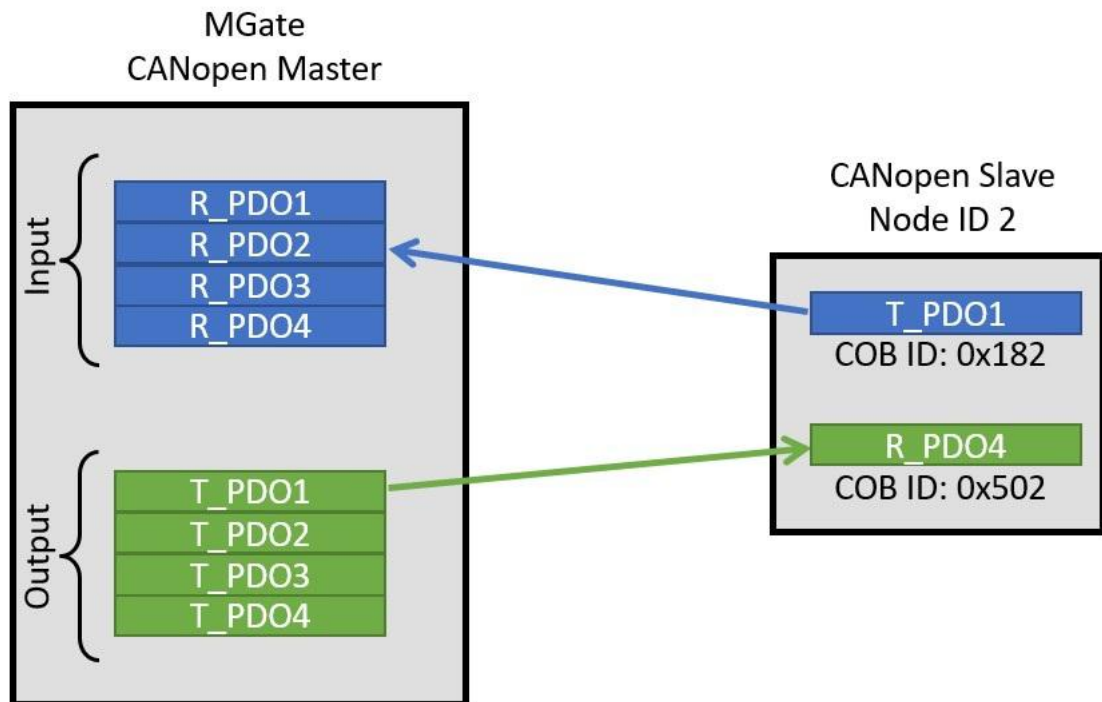 MGate
CANopen Master
Input
R_PDO1
R_PDO2
R_PDO3
R_PDO4
Output
T_PDO1
T_PDO2
T_PDO3
T_PDO4
CANopen Slave
Node ID 2
T_PDO1
COB ID: 0x182
R_PDO4
COB ID: 0x502